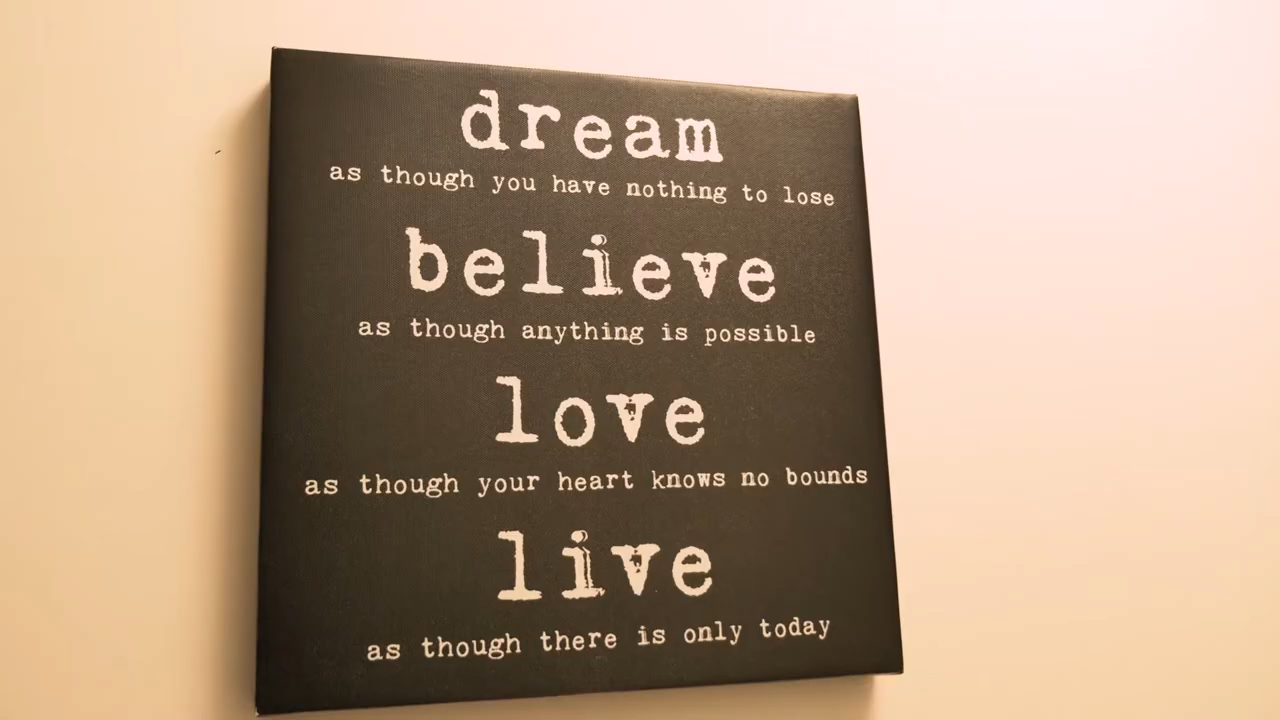 dream
as though you have nothing to lose
believe
as though anything is possible
love
as though your heart knows no bounds
live
as though there is only today